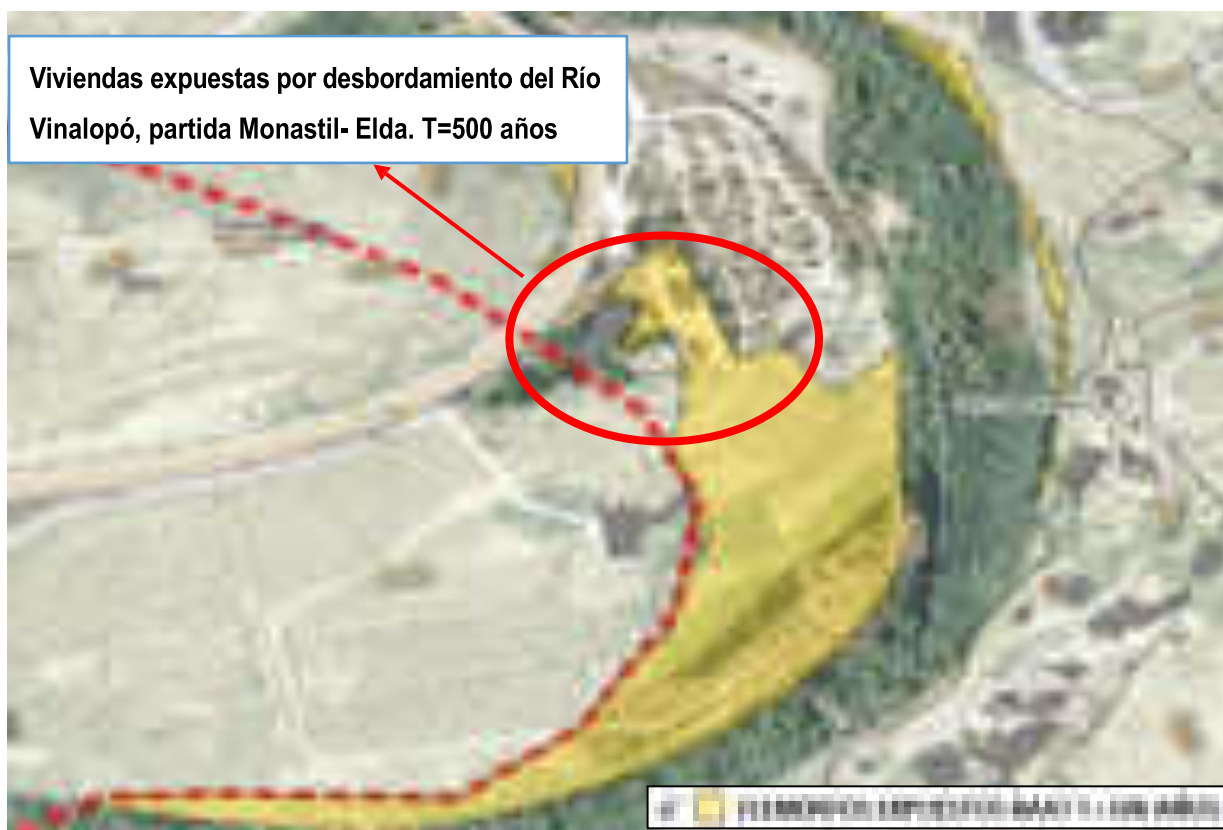 Viviendas expuestas por desbordamiento del Río
Vinalopó, partida Monastil- Elda. T=500 años